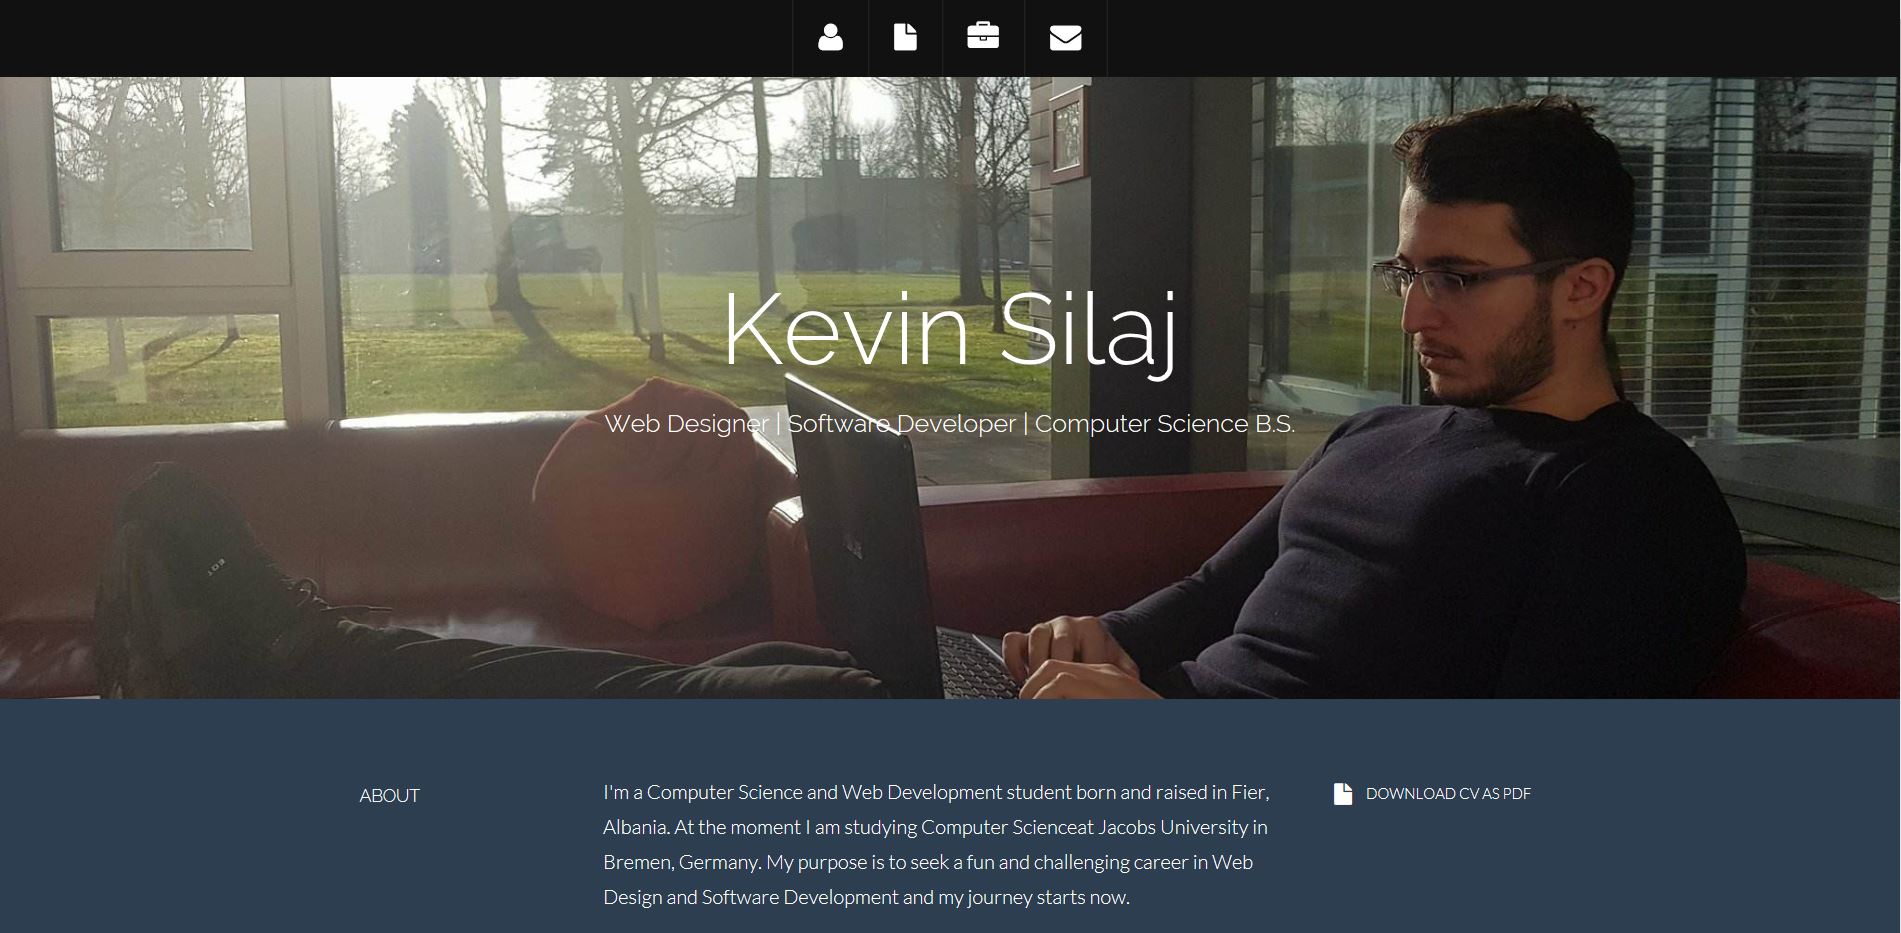 Kevin Silaj
Web Designer | Software Developer | Computer Science B.S.
EQT
ABOUT
I'm a Computer Science and Web Development student born and raised in Fier,
Albania. At the moment I am studying Computer Scienceat Jacobs University in
Bremen, Germany. My purpose is to seek a fun and challenging career in Web
Design and Software Development and my journey starts now.
DOWNLOAD CV AS PDF